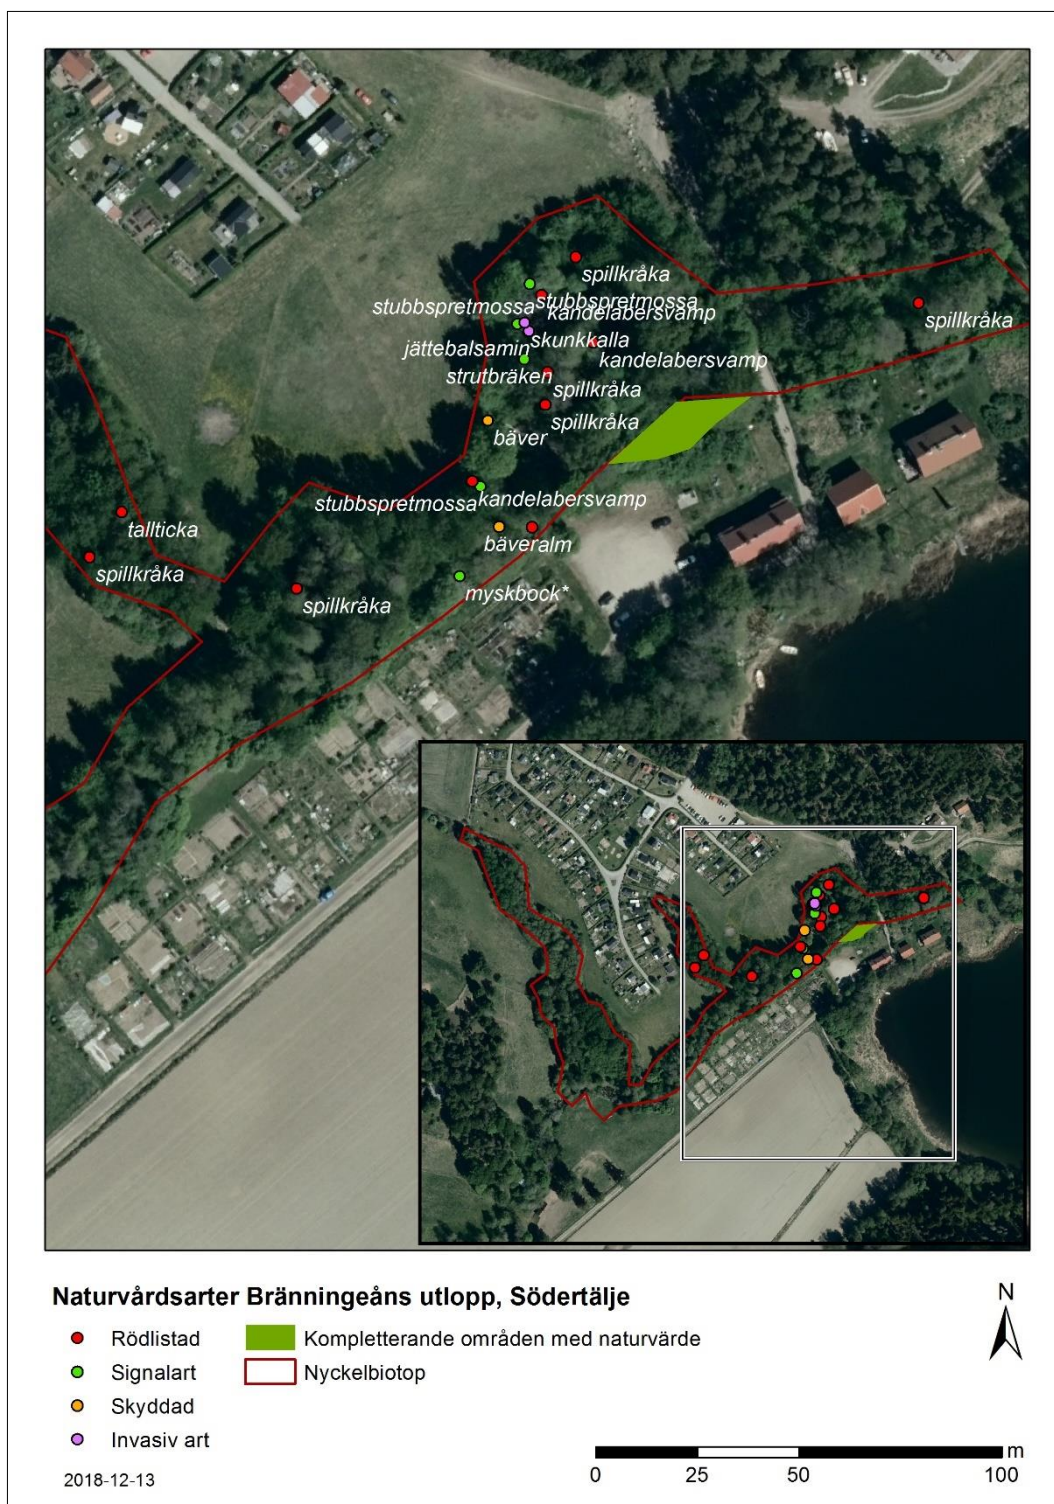 spillkråka
stubbspretmossa
stubbspretmossa
kandelabersvamp
spillkråka
skunkkalla
jättebalsamin
kandelabersvamp
strutbräken
spillkråka
spillkråka
bäver
stubbspretmossa
kandelabersvamp
tallticka
bäver
alm
spillkråka
myskbock*
spillkråka
Naturvårdsarter Bränningeåns utlopp, Södertälje
N
Rödlistad
Kompletterande områden med naturvärde
Signalart
Nyckelbiotop
Skyddad
Invasiv art
m
0 25 50 100
2018-12-13